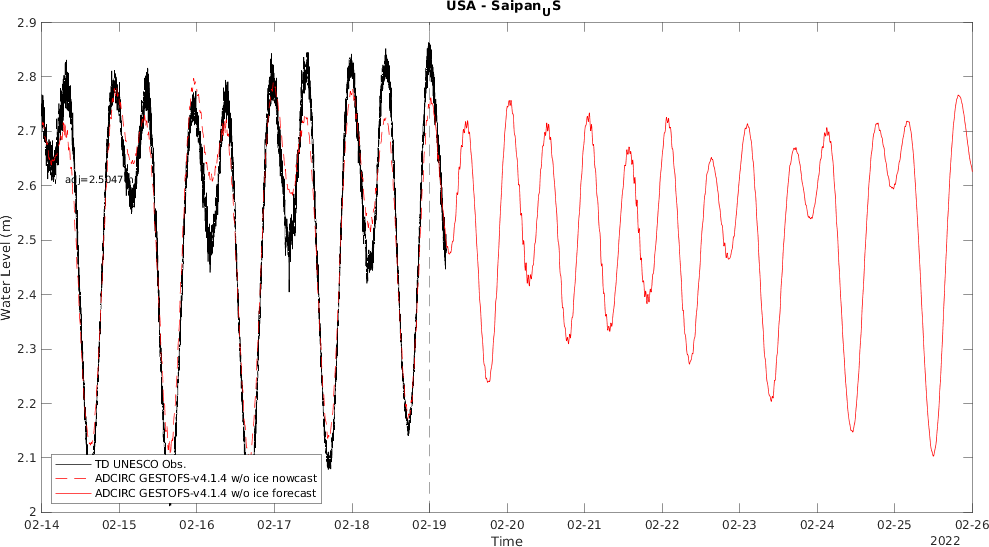 USA - Saipan_US
2.9
2.8
2.7
2.6
2.5
2.4
2.3
2.2
2.1
2
Water Level (m)
adj=2.5047m
TD UNESCO Obs.
ADCIRC GESTOFS-v4.1.4 w/o ice nowcast
ADCIRC GESTOFS-v4.1.4 w/o ice forecast
02-14 02-15 02-16 02-17 02-18 02-19 02-20 02-21 02-22 02-23 02-24 02-25 02-26
Time
2022